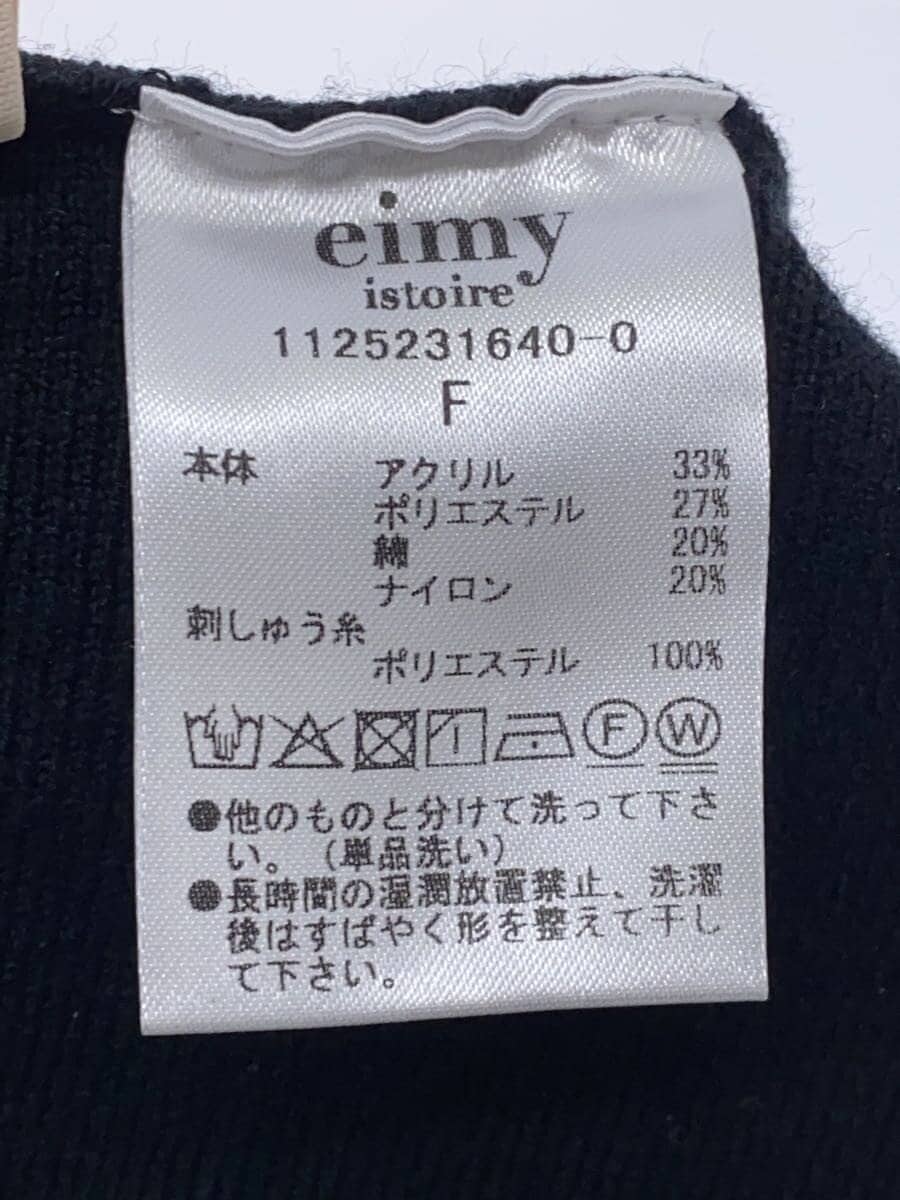 eimy
istoire
1125231640-0
F
本体 アクリル 33%
ポリエステル 27%
綿 20%
ナイロン 20%
刺しゅう糸
ポリエステル 100%
F W
●他のものと分けて洗って下さ
い。(単品洗い)
●長時間の湿潤放置禁止、洗濯
後はすばやく形を整えて干し
て下さい。